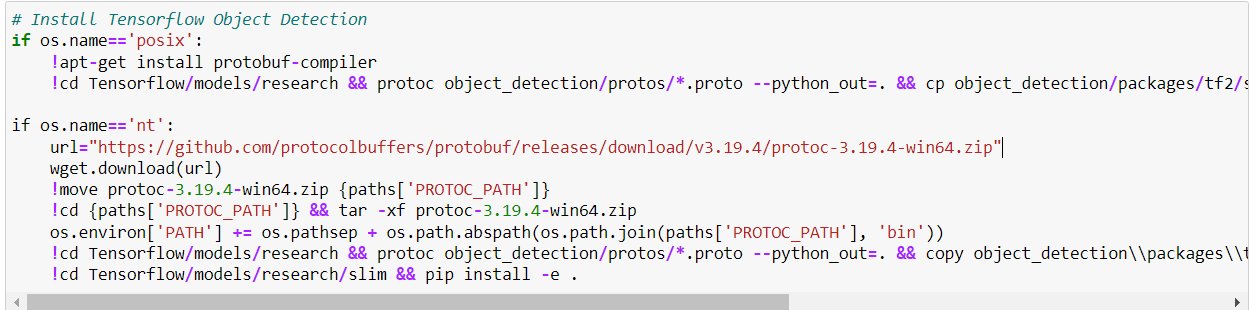 # Install Tensorflow Object Detection
if os.name=='posix':
    !apt-get install protobuf-compiler
    !cd Tensorflow/models/research && protoc object_detection/protos/*.proto --python_out=. && cp object_detection/packages/tf2/s
if os.name=='nt':
    url="https://github.com/protocolbuffers/protobuf/releases/download/v3.19.4/protoc-3.19.4-win64.zip"
    wget.download(url)
    !move protoc-3.19.4-win64.zip {paths['PROTOC_PATH']}
    !cd {paths['PROTOC_PATH']} && tar -xf protoc-3.19.4-win64.zip
    os.environ['PATH'] += os.pathsep + os.path.abspath(os.path.join(paths['PROTOC_PATH'], 'bin'))
    !cd Tensorflow/models/research && protoc object_detection/protos/*.proto --python_out=. && copy object_detection\\packages\\t
    !cd Tensorflow/models/research/slim && pip install -e .